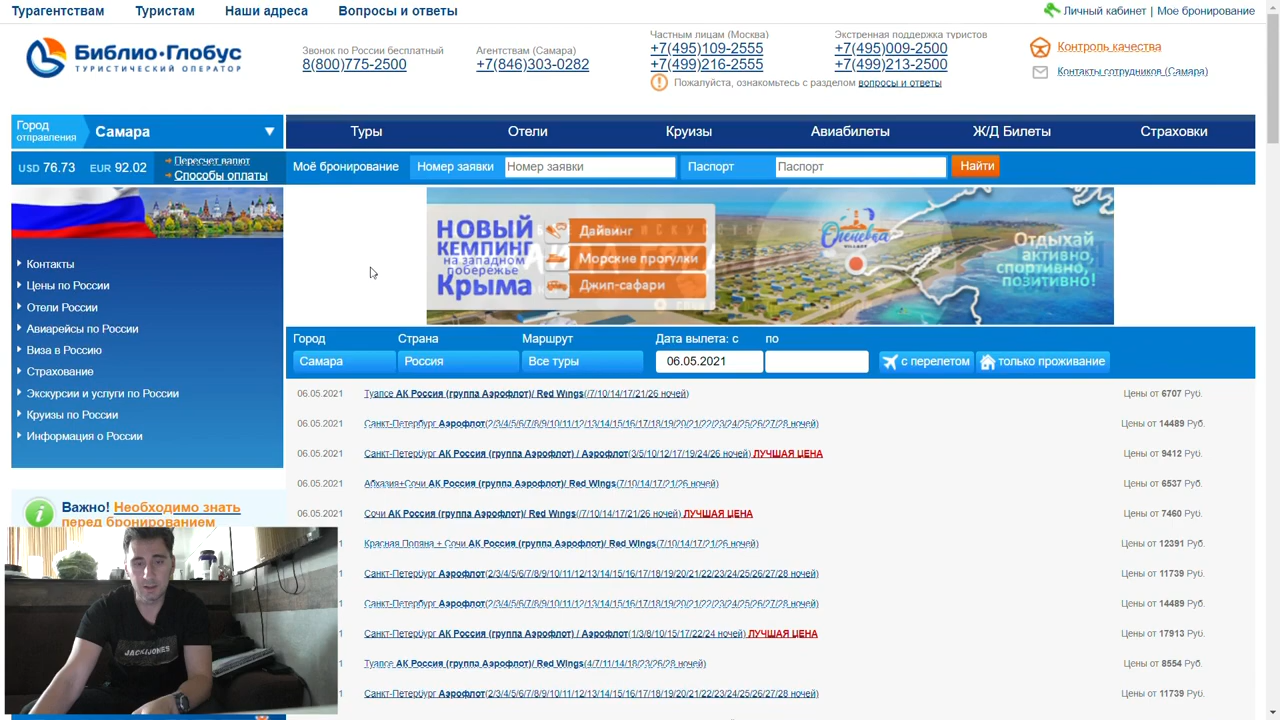 Турагентствам Туристам Наши адреса Вопросы и ответы Личный кабинет | Мое бронирование
Библио·Глобус
ТУРИСТИЧЕСКИЙ ОПЕРАТОР
Звонок по России бесплатный
8(800)775-2500
Агентствам (Самара)
+7(846)303-0282
Частным лицам (Москва)
+7(495)109-2555
+7(499)216-2555
Экстренная поддержка туристов
+7(495)009-2500
+7(499)213-2500
Пожалуйста, ознакомьтесь с разделом вопросы и ответы
Контроль качества
Контакты сотрудников (Самара)
Город
отправления
Самара
Туры Отели Круизы Авиабилеты Ж/Д Билеты Страховки
USD 76.73 EUR 92.02
Пересчет валют
Способы оплаты
Моё бронирование Номер заявки Номер заявки Паспорт Паспорт Найти
Контакты
Цены по России
Отели России
Авиарейсы по России
Виза в Россию
Страхование
Экскурсии и услуги по России
Круизы по России
Информация о России
НОВЫЙ
КЕМПИНГ
на западном
побережье
Крыма
Дайвинг
Морские прогулки
Джип-сафари
Оленевка
VILLAGE
Отдыхай
активно,
спортивно,
позитивно!
Город Страна Маршрут Дата вылета: с по
Самара Россия Все туры 06.05.2021 с перелетом только проживание
06.05.2021 Туапсе АК Россия (группа Аэрофлот)/ Red Wings(/7/10/14/17/21/26 ночей) Цены от 6707 Руб.
06.05.2021 Санкт-Петербург Аэрофлот(2/3/4/5/6/7/8/9/10/11/12/13/14/15/16/17/18/19/20/21/22/23/24/25/26/27/28 ночей) Цены от 14489 Руб.
06.05.2021 Санкт-Петербург АК Россия (группа Аэрофлот) / Аэрофлот(3/5/10/12/17/19/24/26 ночей) ЛУЧШАЯ ЦЕНА Цены от 9412 Руб.
06.05.2021 Абхазия+Сочи АК Россия (группа Аэрофлот)/ Red Wings(7/10/14/17/21/26 ночей) Цены от 6537 Руб.
06.05.2021 Сочи АК Россия (группа Аэрофлот)/ Red Wings(/7/10/14/17/21/26 ночей) ЛУЧШАЯ ЦЕНА Цены от 7460 Руб.
1 Красная Поляна + Сочи АК Россия (группа Аэрофлот)/ Red Wings(7/10/14/17/21/26 ночей) Цены от 12391 Руб.
1 Санкт-Петербург Аэрофлот(2/3/4/5/6/7/8/9/10/11/12/13/14/15/16/17/18/19/20/21/22/23/24/25/26/27/28 ночей) Цены от 11739 Руб.
1 Санкт-Петербург Аэрофлот(2/3/4/5/6/7/8/9/10/11/12/13/14/15/16/17/18/19/20/21/22/23/24/25/26/27/28 ночей) Цены от 14489 Руб.
1 Санкт-Петербург АК Россия (группа Аэрофлот) / Аэрофлот(1/3/8/10/15/17/22/24 ночей) ЛУЧШАЯ ЦЕНА Цены от 17913 Руб.
1 Туапсе АК Россия (группа Аэрофлот)/ Red Wings(4/7/11/14/18/23/26/28 ночей) Цены от 8554 Руб.
1 Санкт-Петербург Аэрофлот(2/3/4/5/6/7/8/9/10/11/12/13/14/15/16/17/18/19/20/21/22/23/24/25/26/27/28 ночей) Цены от 11739 Руб.
Важно! Необходимо знать
перед бронированием
JACK&JONES